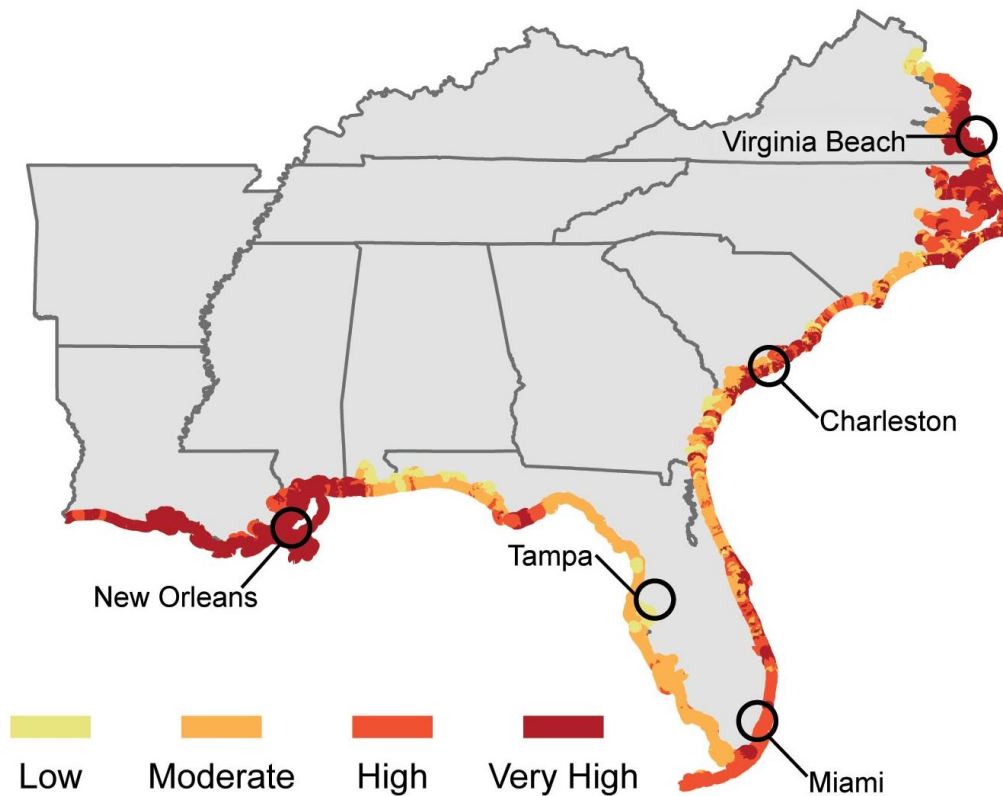 Virginia Beach
Charleston
Tampa
New Orleans
Miami
Low Moderate High Very High